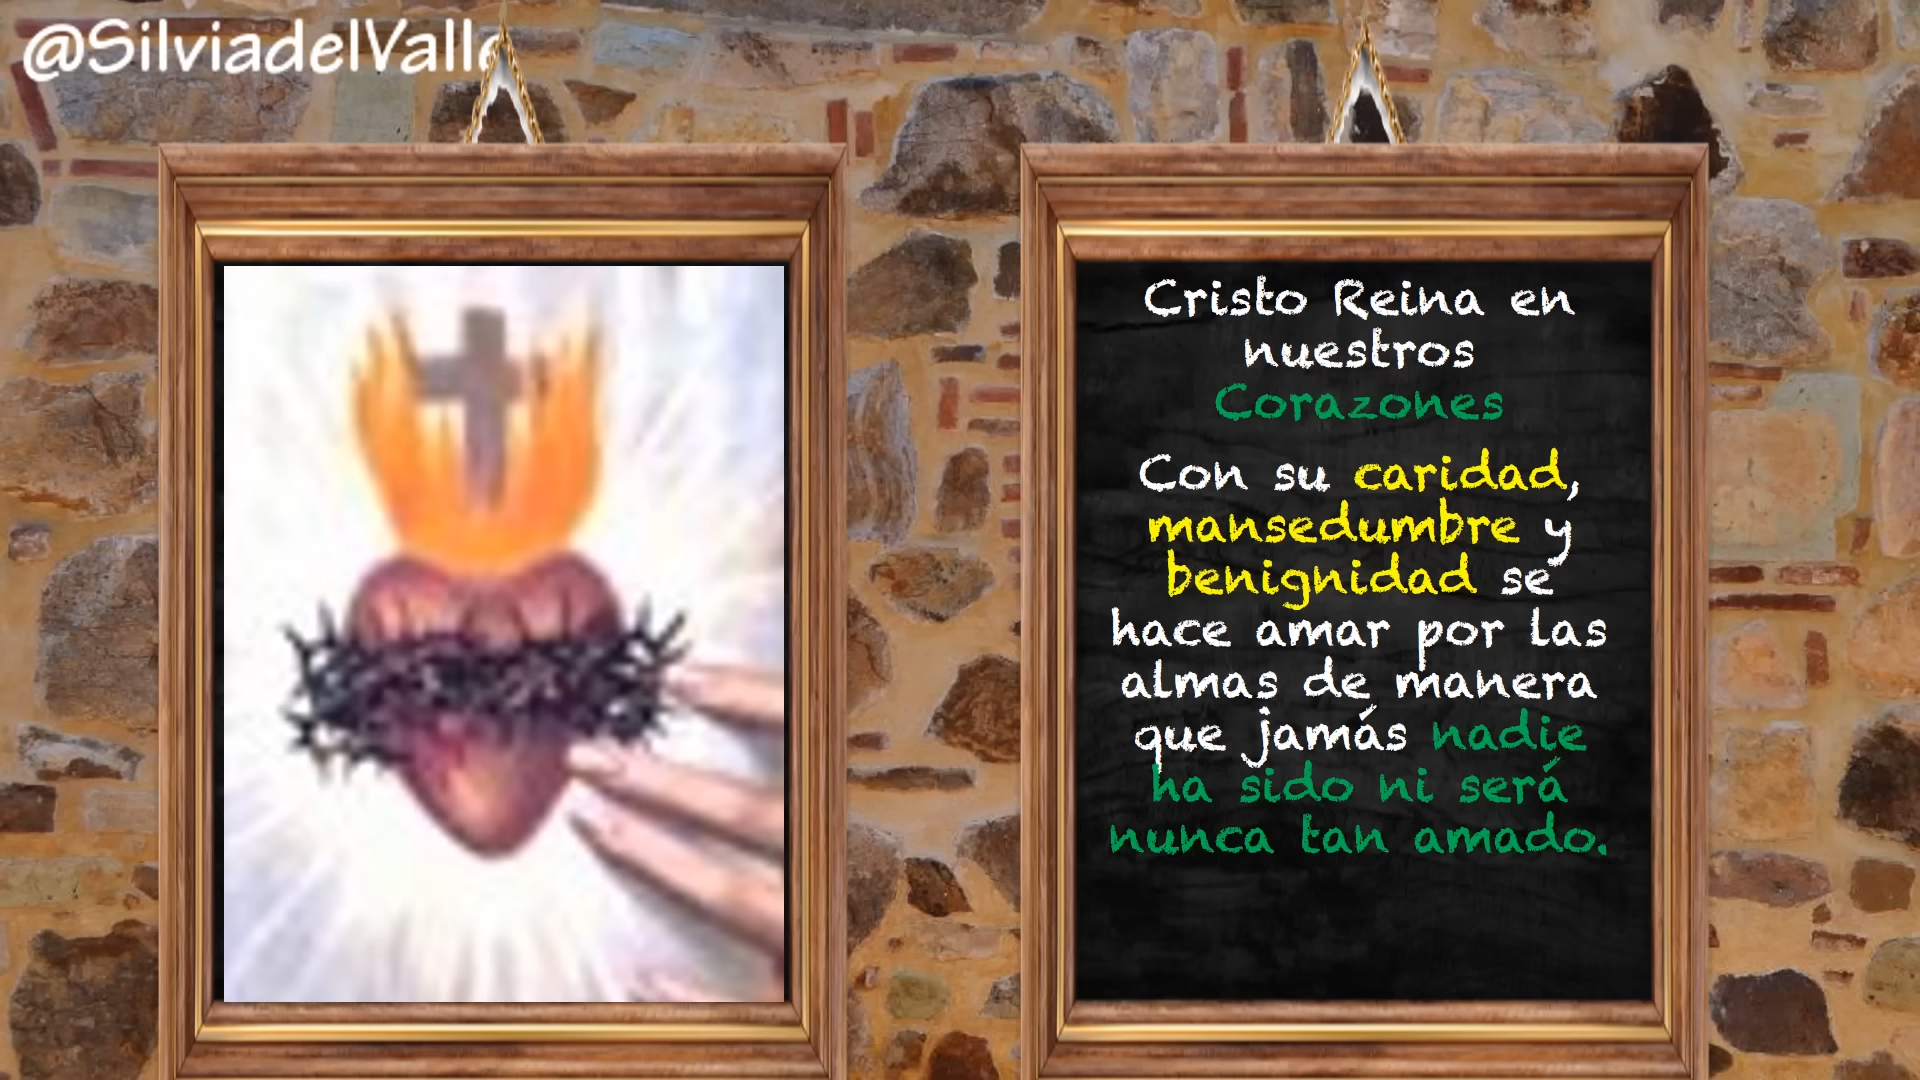 @SilviadelValle
Cristo Reina en
nuestros
Corazones
Con su caridad,
mansedumbre y
benignidad se
hace amar por las
almas de manera
que jamás nadie
ha sido ni será
nunca tan amado.